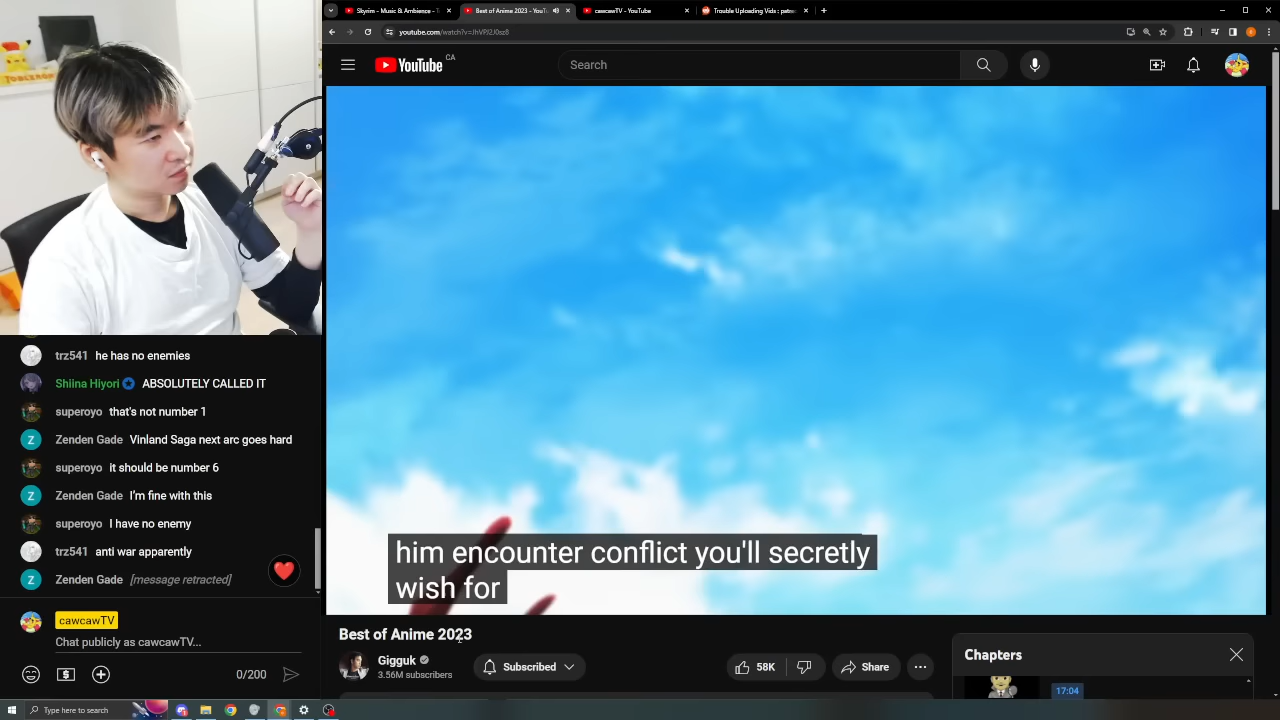 Skyrim - Music & Ambience - T
Best of Anime 2023 - YouTu
cawcawTV - YouTube
Trouble Uploading Vids : patre
youtube.com/watch?v=JhVPJ2J0sz8
YouTube
CA
Search
him encounter conflict you'll secretly
wish for
trz541 he has no enemies
Shiina Hiyori ABSOLUTELY CALLED IT
superoyo that's not number 1
Z Zenden Gade Vinland Saga next arc goes hard
superoyo it should be number 6
Z Zenden Gade I'm fine with this
superoyo I have no enemy
trz541 anti war apparently
Z Zenden Gade [message retracted]
cawcawTV
Chat publicly as cawcawTV...
0/200
Best of Anime 2023
Gigguk
3.56M subscribers
Subscribed
58K
Share
Chapters
17:04
Type here to search